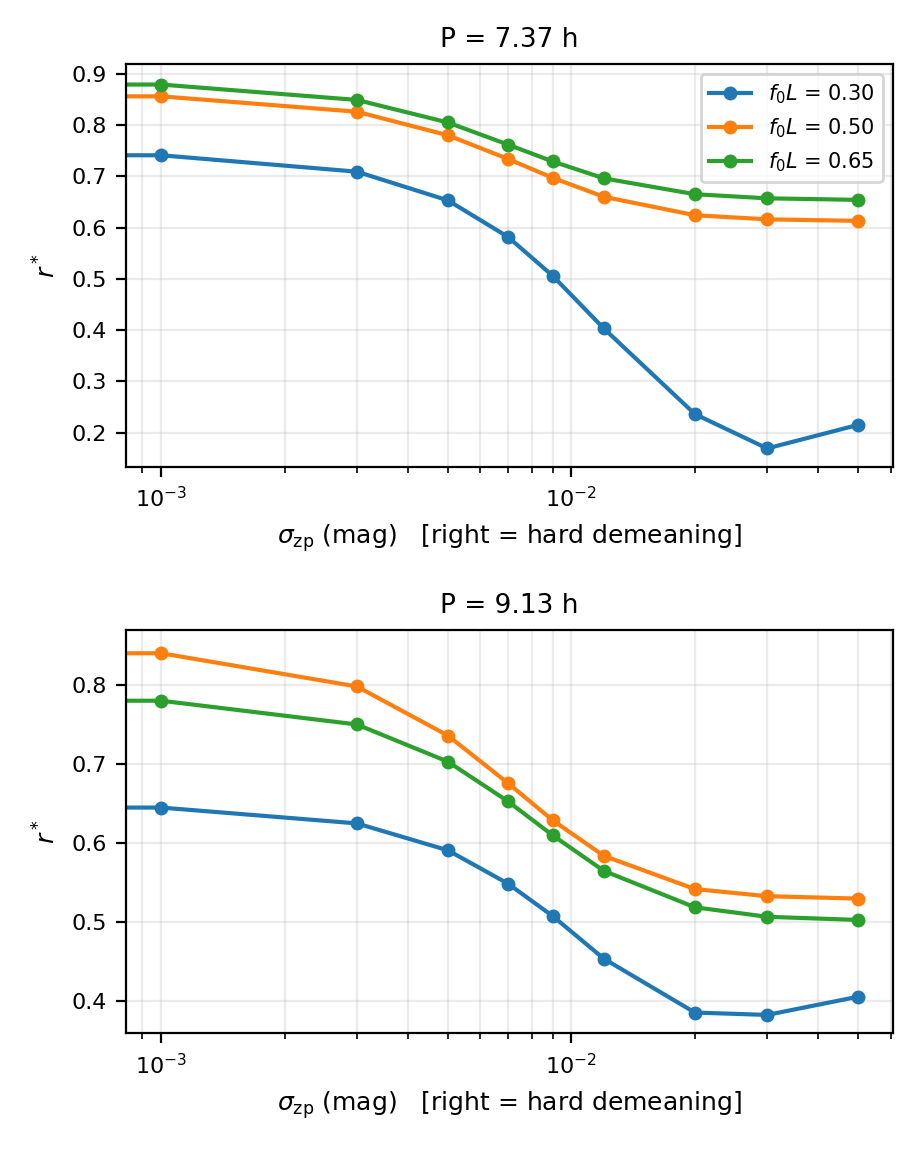 P = 7.37 h
0.9
0.8
0.7
0.6
0.5
0.4
0.3
0.2
r*
f₀L = 0.30
f₀L = 0.50
f₀L = 0.65
10⁻³
10⁻²
σzp (mag) [right = hard demeaning]
P = 9.13 h
0.8
0.7
0.6
0.5
0.4
r*
10⁻³
10⁻²
σzp (mag) [right = hard demeaning]